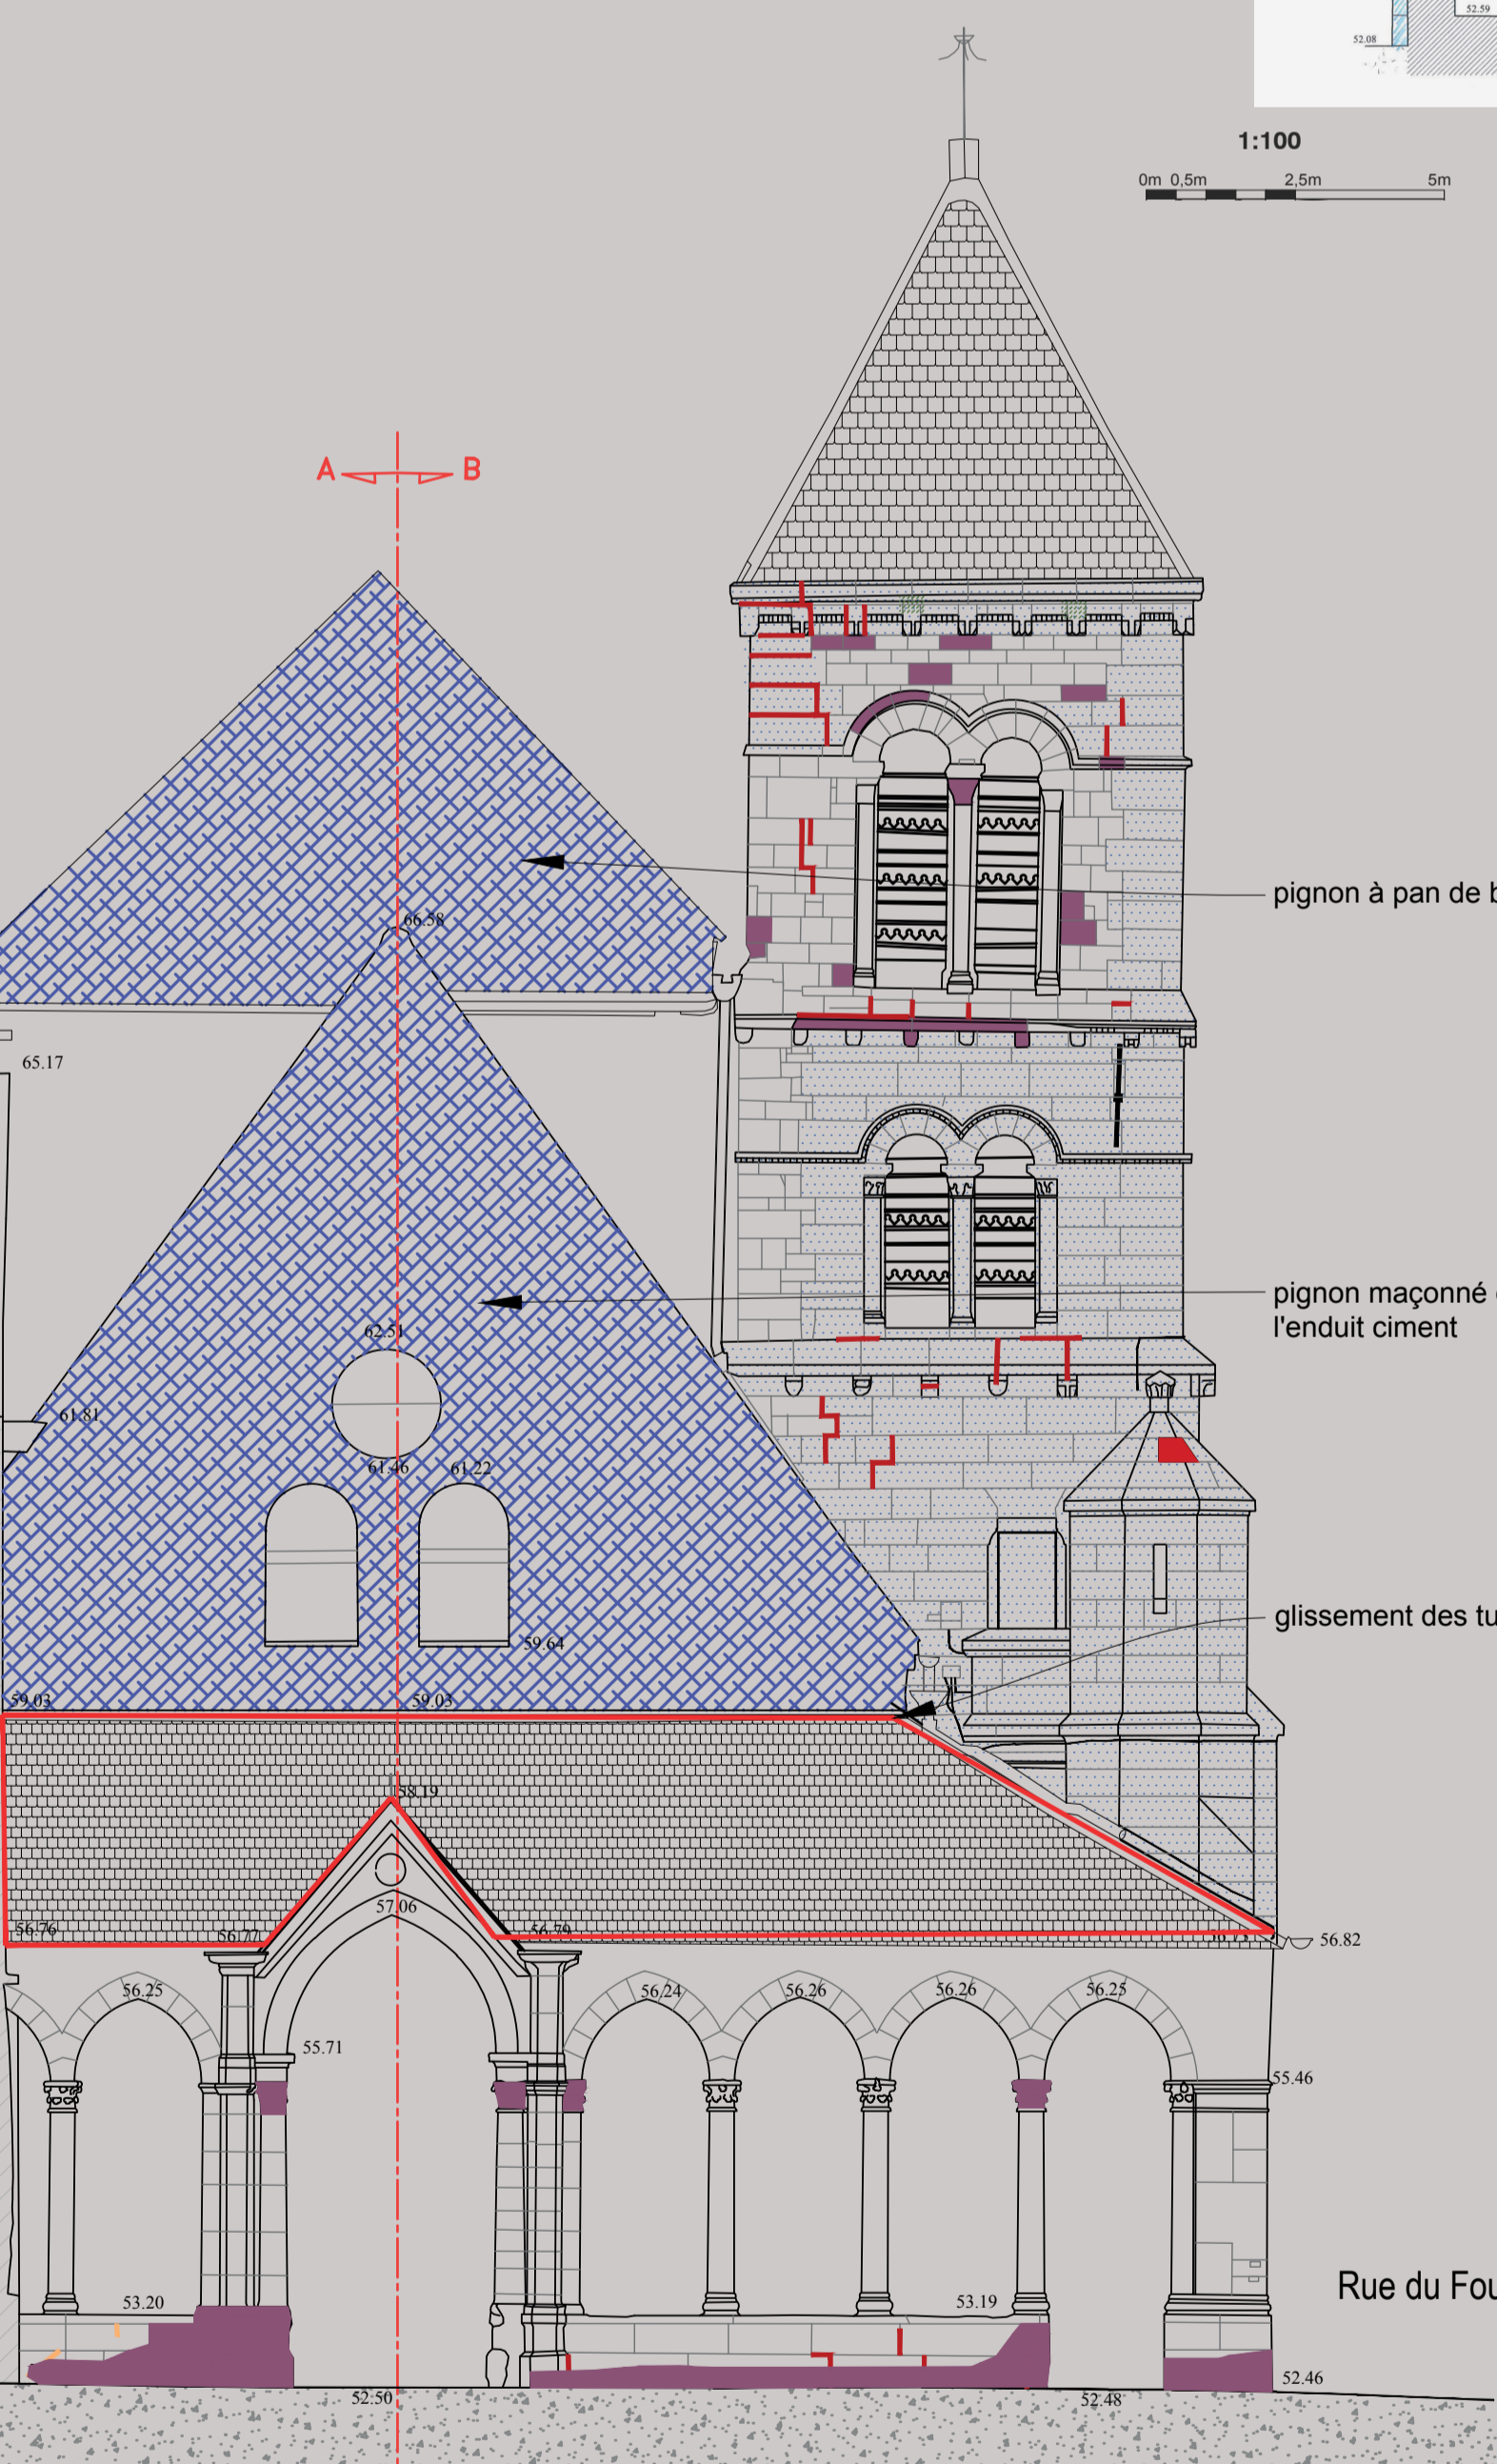 52.59
52.08
1:100
0m 0,5m 2,5m 5m
A B
pignon à pan de b
66.58
65.17
pignon maçonné
l'enduit ciment
62.51
61.81
61.46 61.22
glissement des tu
59.64
59.03 59.03
58.19
57.06
56.76 56.77 56.79
56.82
56.25 56.24 56.26 56.26 56.25
55.71
55.46
Rue du Fou
53.20 53.19
52.46
52.50 52.48